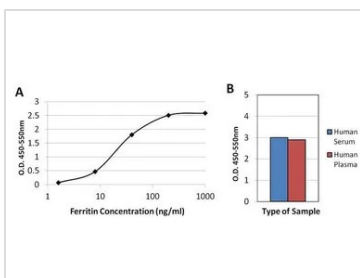 A
O.D. 450-550nm
3
2.5
2
1.5
1
0.5
0
1
10
100
1000
Ferritin Concentration (ng/ml)
B
O.D. 450-550nm
5
4
3
2
1
0
Type of Sample
Human
Serum
Human
Plasma